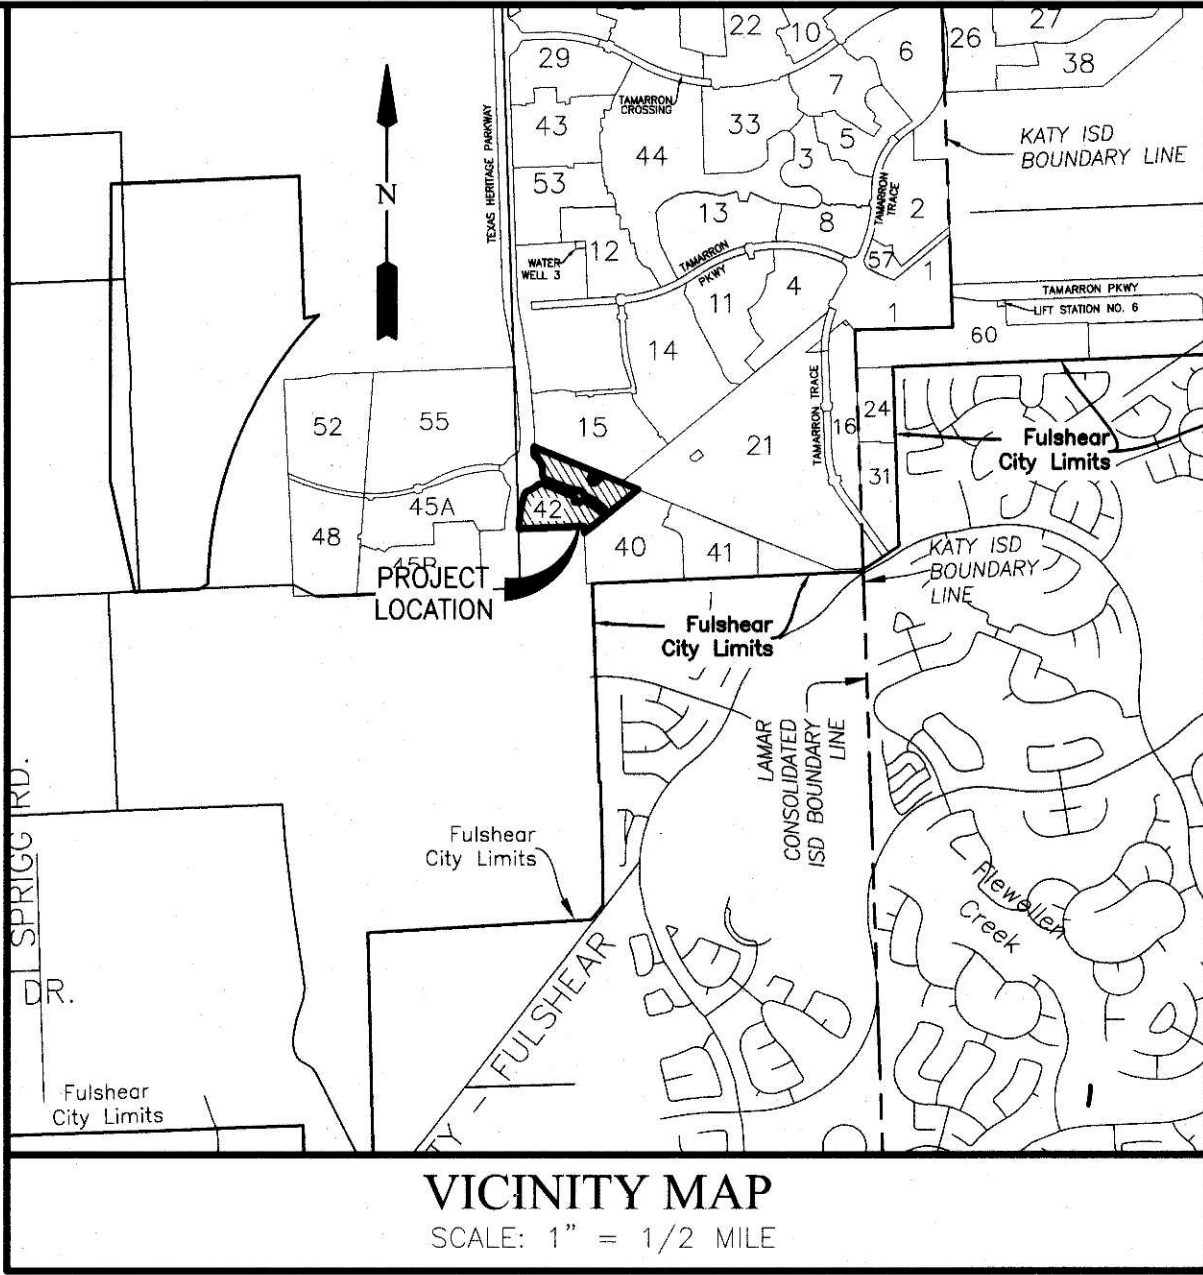 22
10
27
26
6
38
29
7
TAMARRON
CROSSING
43
33
5
KATY ISD
BOUNDARY LINE
44
3
TEXAS HERITAGE PARKWAY
N
53
TAMARRON
TRACE
13
8
2
12
WATER
WELL 3
TAMARRON
PKWY
57
1
4
11
TAMARRON PKWY
LIFT STATION NO. 6
1
60
14
52
55
15
TAMARRON TRACE
16
24
21
Fulshear
City Limits
31
45A
42
48
40
41
45B
KATY ISD
BOUNDARY
LINE
PROJECT
LOCATION
Fulshear
City Limits
LAMAR
CONSOLIDATED
ISD BOUNDARY
LINE
SPRIGG RD.
Fulshear
City Limits
Flewellen
Creek
DR.
FULSHEAR
Fulshear
City Limits
VICINITY MAP
SCALE: 1" = 1/2 MILE